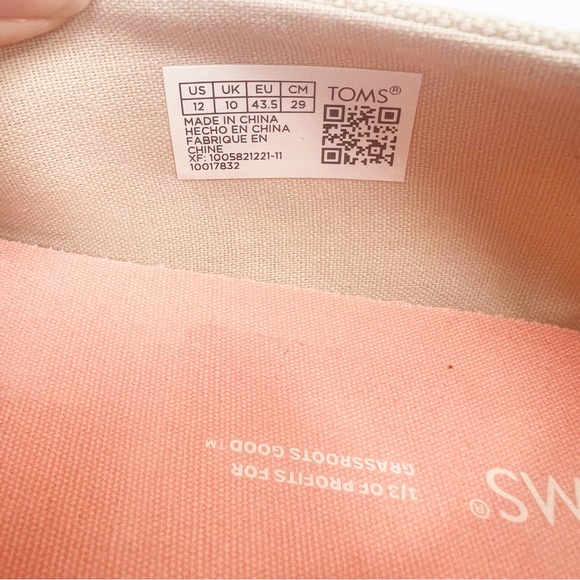 US UK EU CM
12 10 43.5 29
TOMS®
MADE IN CHINA
HECHO EN CHINA
FABRIQUE EN
CHINE
XF: 1005821221-11
10017832
1/3 OF PROFITS FOR
GRASSROOTS GOOD™
MS®